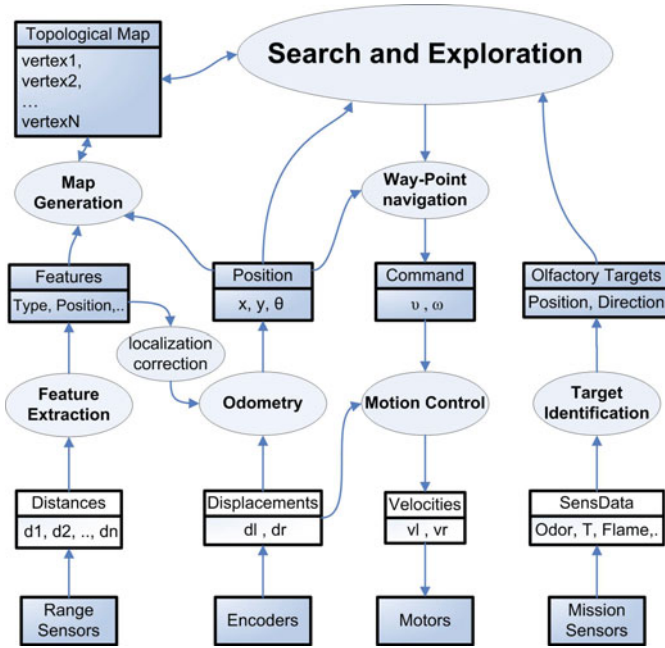 Topological Map
vertex1,
vertex2,
...
vertexN
Search and Exploration
Map
Generation
Way-Point
navigation
Features
Type, Position,..
Position
x, y, θ
Command
υ , ω
Olfactory Targets
Position, Direction
localization
correction
Feature
Extraction
Odometry
Motion Control
Target
Identification
Distances
d1, d2, .., dn
Displacements
dl , dr
Velocities
vl , vr
SensData
Odor, T, Flame,.
Range
Sensors
Encoders
Motors
Mission
Sensors